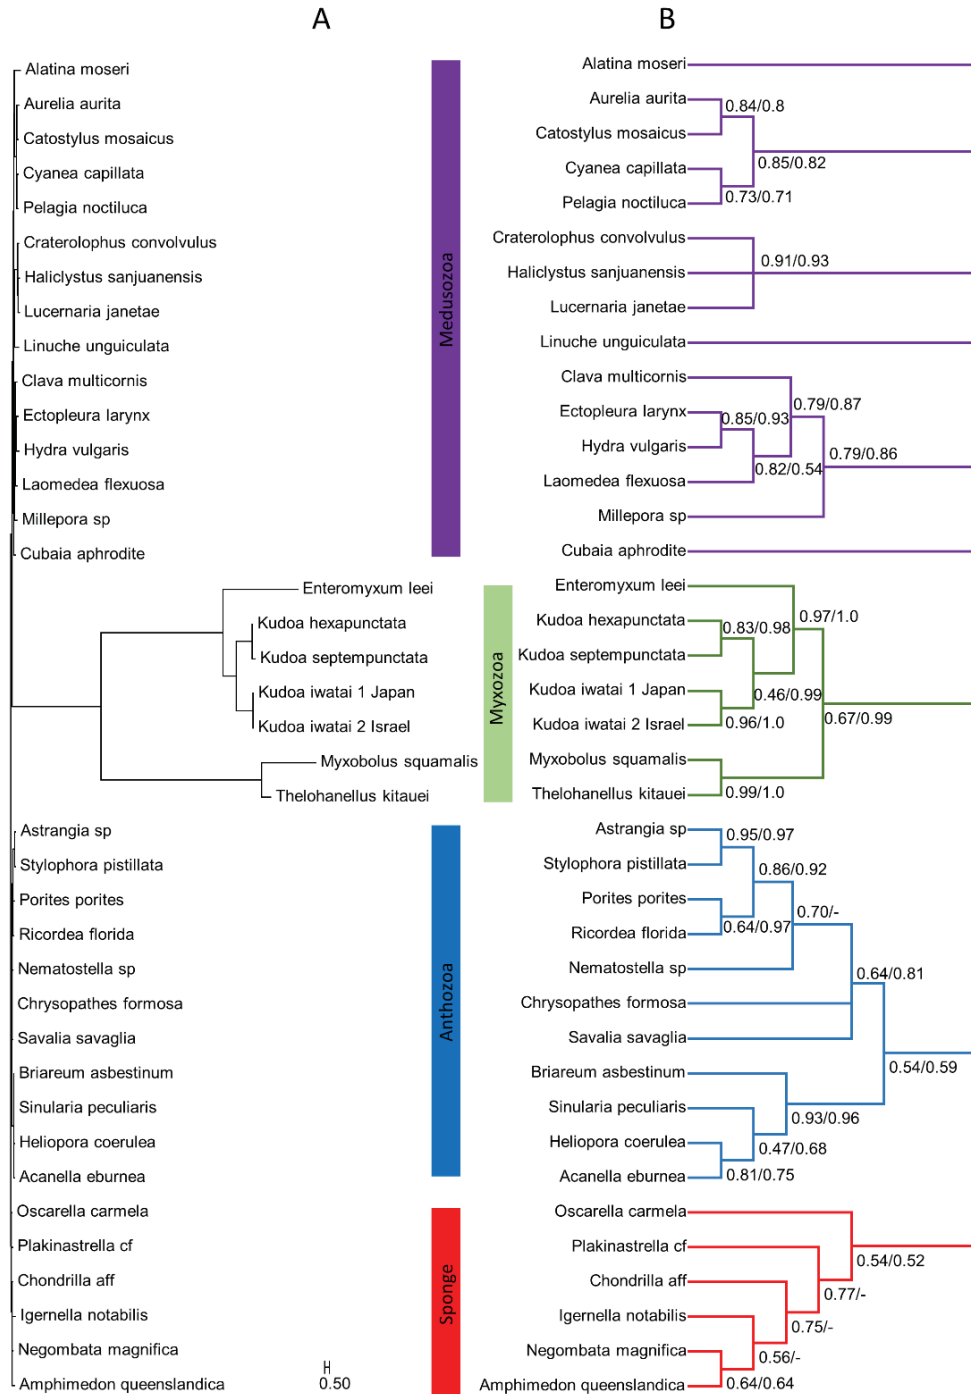 A
B
Alatina moseri
Aurelia aurita
Catostylus mosaicus
Cyanea capillata
Pelagia noctiluca
Craterolophus convolvulus
Haliclystus sanjuanensis
Lucernaria janetae
Linuche unguiculata
Clava multicornis
Ectopleura larynx
Hydra vulgaris
Laomedea flexuosa
Millepora sp
Cubaia aphrodite
Enteromyxum leei
Kudoa hexapunctata
Kudoa septempunctata
Kudoa iwatai 1 Japan
Kudoa iwatai 2 Israel
Myxobolus squamalis
Thelohanellus kitauei
Astrangia sp
Stylophora pistillata
Porites porites
Ricordea florida
Nematostella sp
Chrysopathes formosa
Savalia savaglia
Briareum asbestinum
Sinularia peculiaris
Heliopora coerulea
Acanella eburnea
Oscarella carmela
Plakinastrella cf
Chondrilla aff
Igernella notabilis
Negombata magnifica
Amphimedon queenslandica
0.50
Medusozoa
Myxozoa
Anthozoa
Sponge
Alatina moseri
Aurelia aurita
0.84/0.8
Catostylus mosaicus
0.85/0.82
Cyanea capillata
0.73/0.71
Pelagia noctiluca
Craterolophus convolvulus
0.91/0.93
Haliclystus sanjuanensis
Lucernaria janetae
Linuche unguiculata
Clava multicornis
0.79/0.87
Ectopleura larynx
0.85/0.93
Hydra vulgaris
0.79/0.86
0.82/0.54
Laomedea flexuosa
Millepora sp
Cubaia aphrodite
Enteromyxum leei
0.97/1.0
Kudoa hexapunctata
0.83/0.98
Kudoa septempunctata
0.46/0.99
Kudoa iwatai 1 Japan
0.67/0.99
Kudoa iwatai 2 Israel
0.96/1.0
Myxobolus squamalis
Thelohanellus kitauei
0.99/1.0
Astrangia sp
0.95/0.97
Stylophora pistillata
0.86/0.92
Porites porites
0.70/-
0.64/0.97
Ricordea florida
Nematostella sp
0.64/0.81
Chrysopathes formosa
Savalia savaglia
0.54/0.59
Briareum asbestinum
Sinularia peculiaris
0.93/0.96
Heliopora coerulea
0.47/0.68
Acanella eburnea
0.81/0.75
Oscarella carmela
Plakinastrella cf
0.54/0.52
Chondrilla aff
0.77/-
Igernella notabilis
0.75/-
Negombata magnifica
0.56/-
Amphimedon queenslandica
0.64/0.64